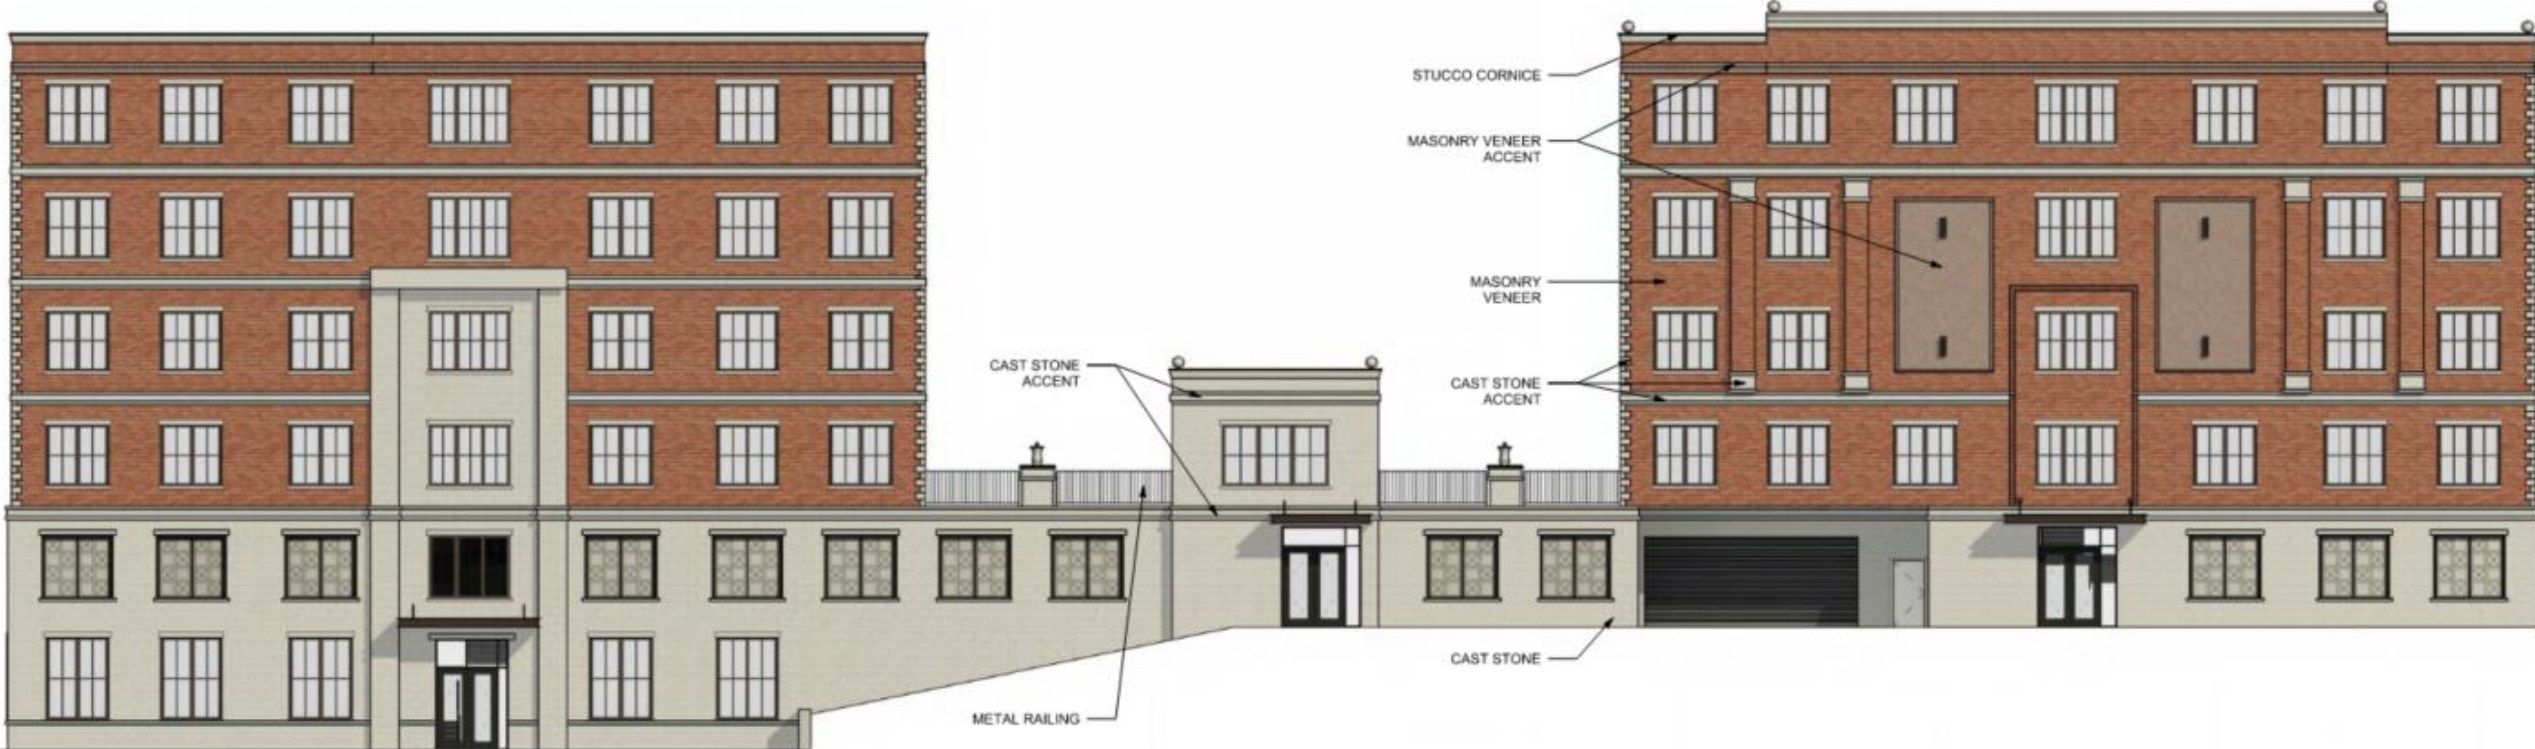 STUCCO CORNICE
MASONRY VENEER
ACCENT
MASONRY
VENEER
CAST STONE
ACCENT
CAST STONE
ACCENT
CAST STONE
METAL RAILING